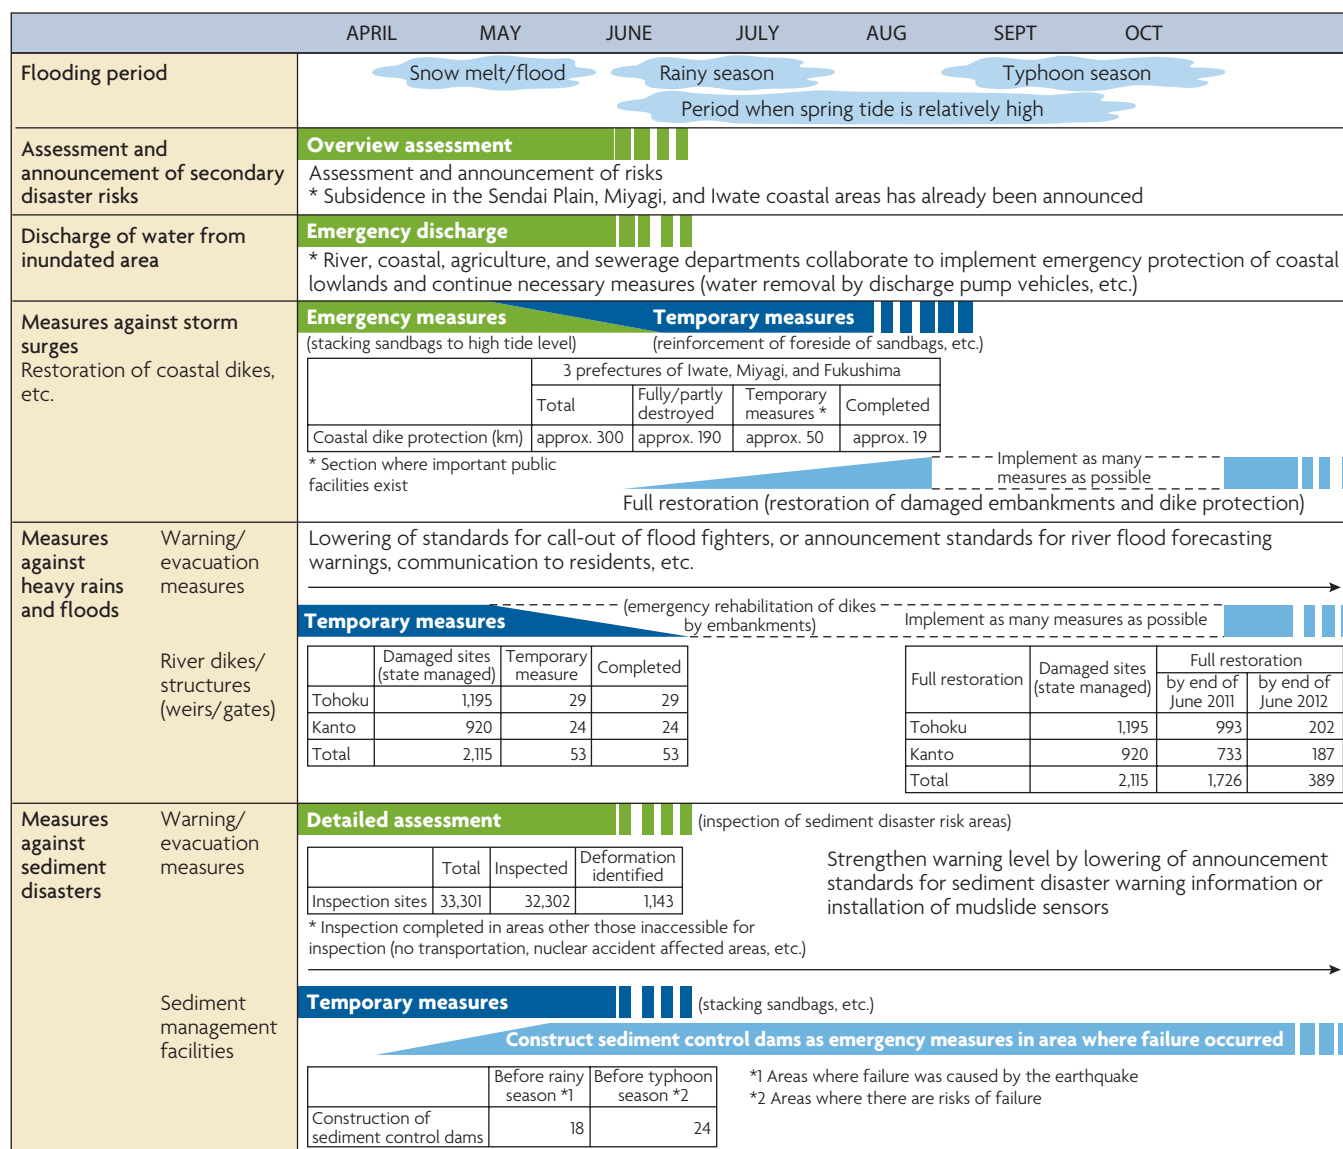 APRIL MAY JUNE JULY AUG SEPT OCT
Flooding period
Snow melt/flood
Rainy season
Typhoon season
Period when spring tide is relatively high
Assessment and
announcement of secondary
disaster risks
Overview assessment
Assessment and announcement of risks
* Subsidence in the Sendai Plain, Miyagi, and Iwate coastal areas has already been announced
Discharge of water from
inundated area
Emergency discharge
* River, coastal, agriculture, and sewerage departments collaborate to implement emergency protection of coastal
lowlands and continue necessary measures (water removal by discharge pump vehicles, etc.)
Measures against storm
surges
Restoration of coastal dikes,
etc.
Emergency measures
Temporary measures
(stacking sandbags to high tide level)
(reinforcement of foreside of sandbags, etc.)
3 prefectures of Iwate, Miyagi, and Fukushima
Total
Fully/partly
destroyed
Temporary
measures *
Completed
Coastal dike protection (km) approx. 300 approx. 190 approx. 50 approx. 19
* Section where important public
facilities exist
Implement as many
measures as possible
Full restoration (restoration of damaged embankments and dike protection)
Measures
against
heavy rains
and floods
Warning/
evacuation
measures
Lowering of standards for call-out of flood fighters, or announcement standards for river flood forecasting
warnings, communication to residents, etc.
Temporary measures
(emergency rehabilitation of dikes
by embankments)
Implement as many measures as possible
River dikes/
structures
(weirs/gates)
Damaged sites
(state managed)
Temporary
measure
Completed
Tohoku 1,195 29 29
Kanto 920 24 24
Total 2,115 53 53
Full restoration
Damaged sites
(state managed)
Full restoration
by end of
June 2011
by end of
June 2012
Tohoku 1,195 993 202
Kanto 920 733 187
Total 2,115 1,726 389
Measures
against
sediment
disasters
Warning/
evacuation
measures
Detailed assessment
(inspection of sediment disaster risk areas)
Total Inspected
Deformation
identified
Inspection sites 33,301 32,302 1,143
* Inspection completed in areas other those inaccessible for
inspection (no transportation, nuclear accident affected areas, etc.)
Strengthen warning level by lowering of announcement
standards for sediment disaster warning information or
installation of mudslide sensors
Sediment
management
facilities
Temporary measures
(stacking sandbags, etc.)
Construct sediment control dams as emergency measures in area where failure occurred
Before rainy
season *1
Before typhoon
season *2
Construction of
sediment control dams
18 24
*1 Areas where failure was caused by the earthquake
*2 Areas where there are risks of failure